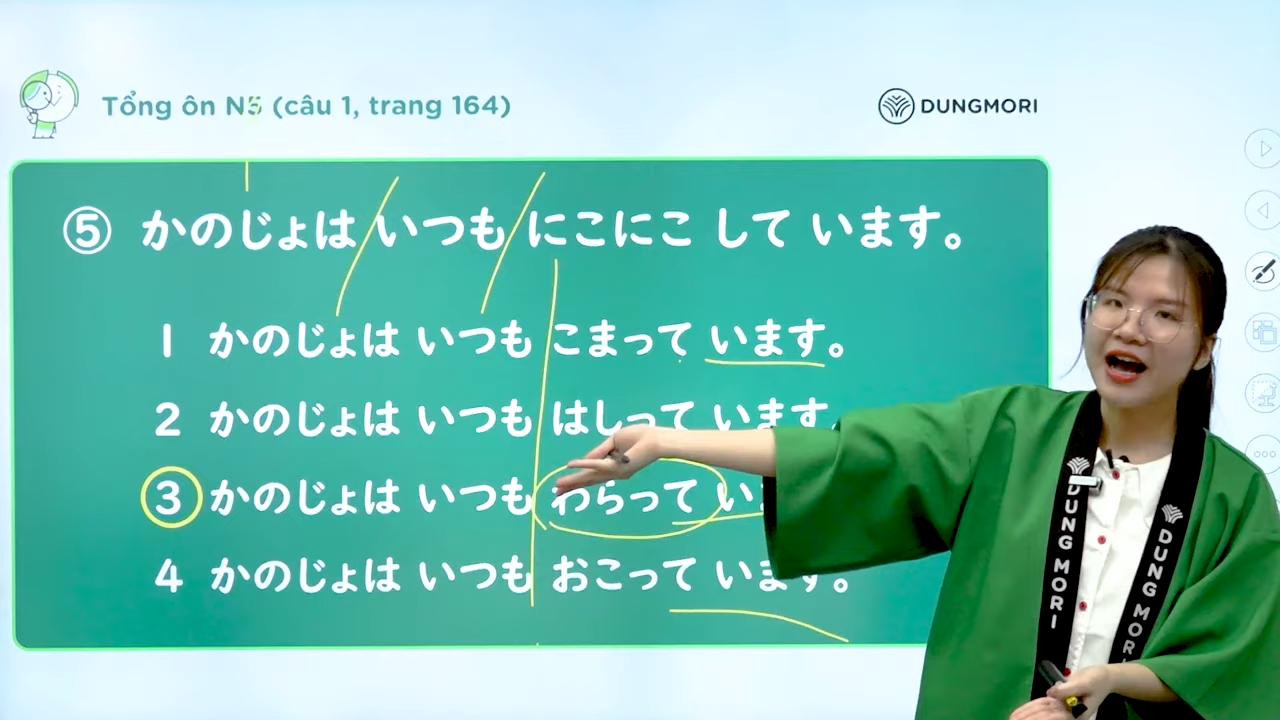 Tổng ôn N5 (câu 1, trang 164)
DUNGMORI
⑤ かのじょは いつも にこにこ して います。
1 かのじょは いつも こまって います。
2 かのじょは いつも はしって います。
3 かのじょは いつも わらって い
4 かのじょは いつも おこって います。
DUNG MORI
DUNG MORI